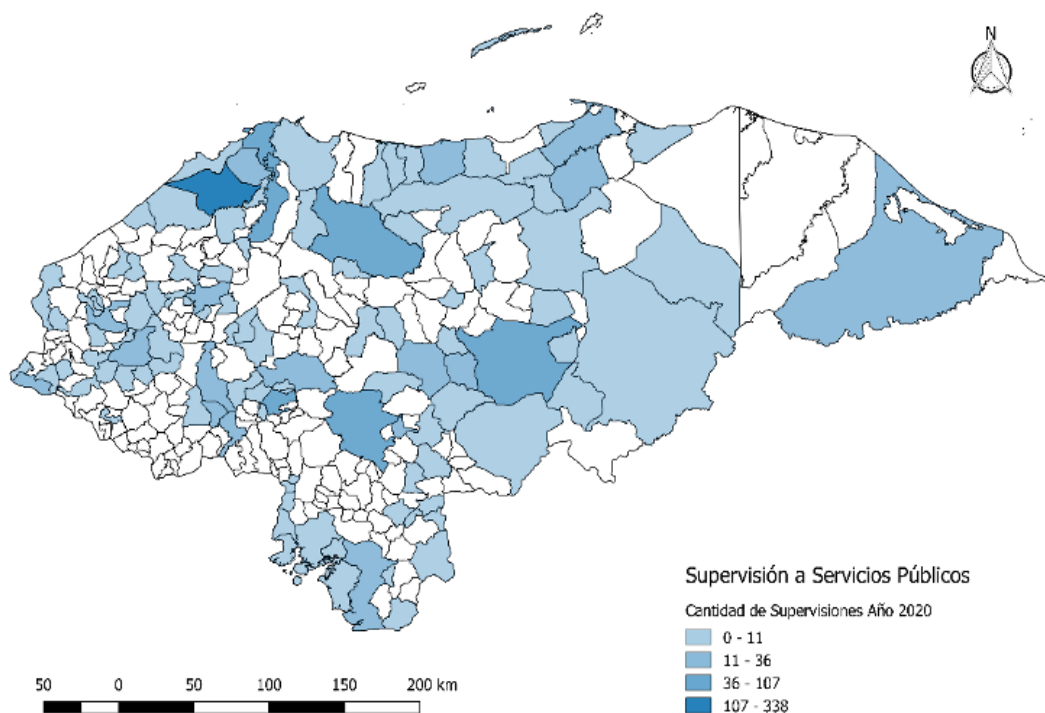 N
Supervisión a Servicios Públicos
Cantidad de Supervisiones Año 2020
0 - 11
11 - 36
36 - 107
107 - 338
50 0 50 100 150 200 km